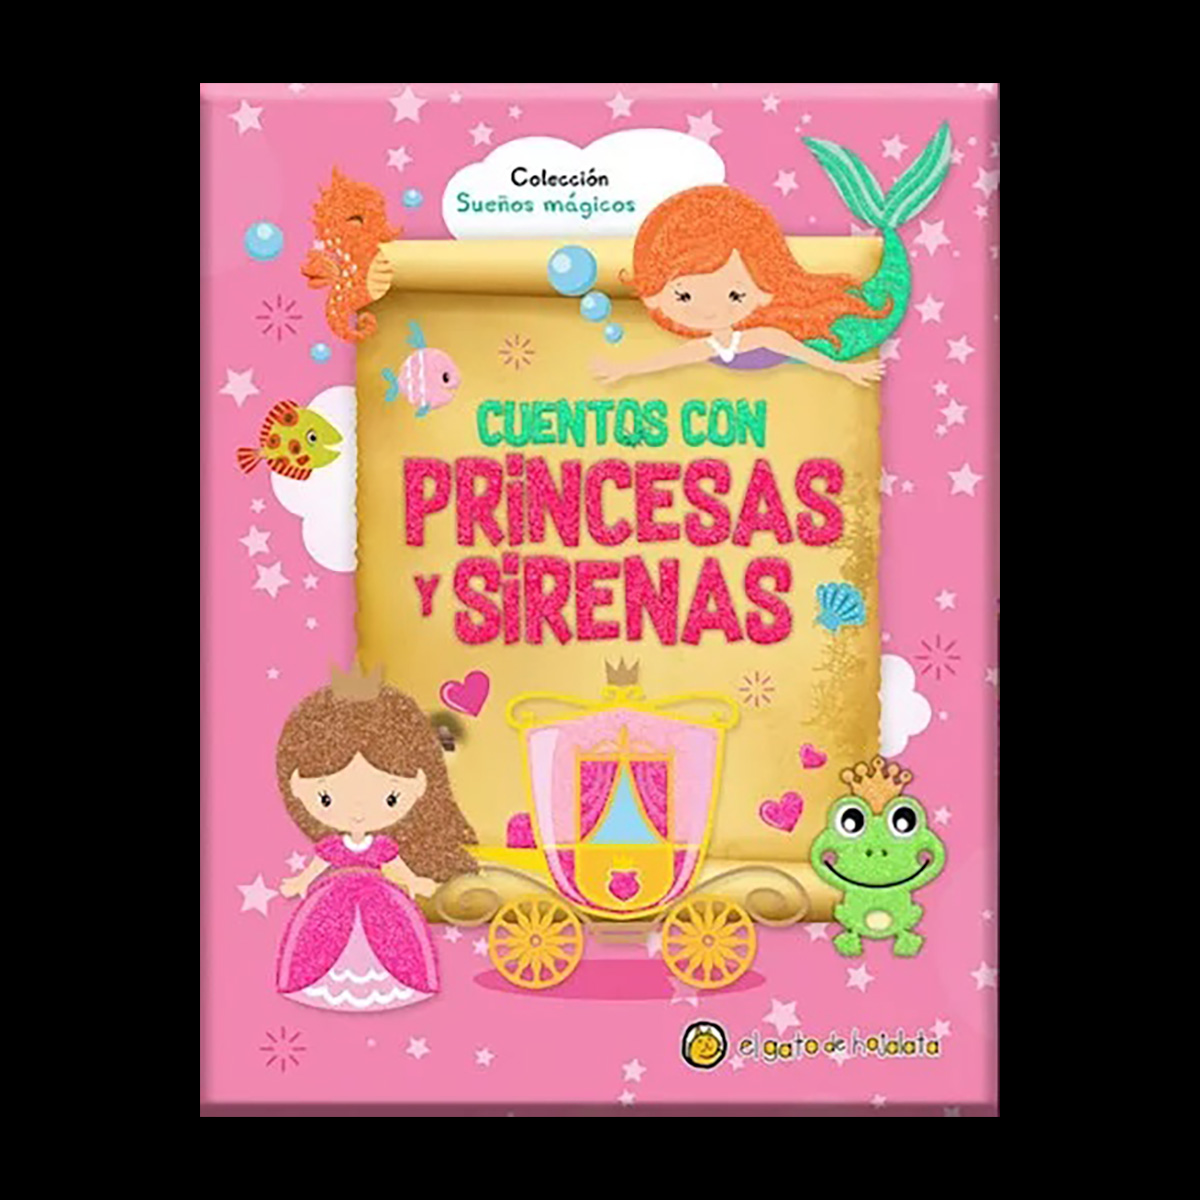 Colección
Sueños mágicos
CUENTOS CON
PRINCESAS
Y SIRENAS
el gato de hojalata